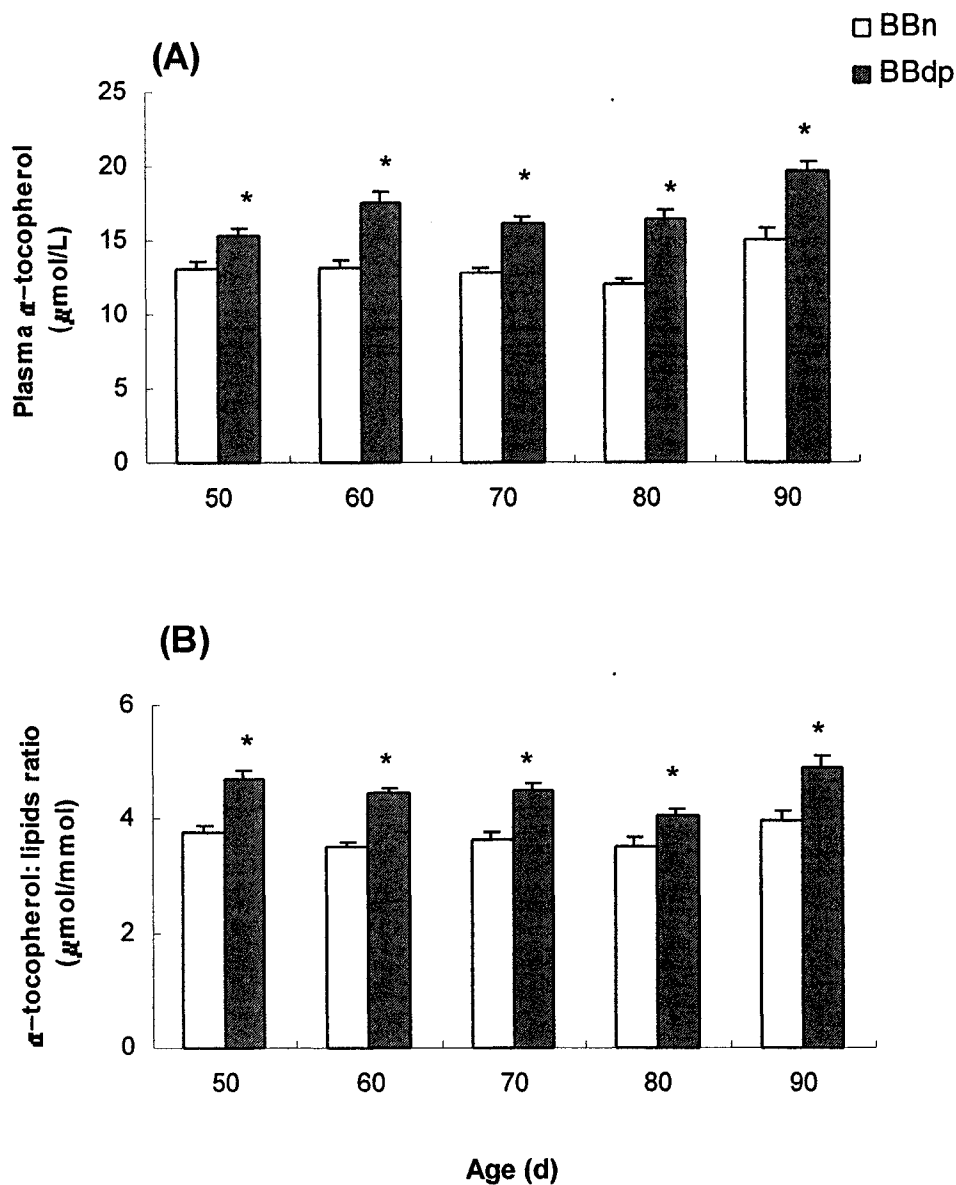 BBn
BBdp
(A)
Plasma α-tocopherol
(μmol/L)
25
20
15
10
5
0
* * * * *
50 60 70 80 90
(B)
α-tocopherol: lipids ratio
(μmol/mmol)
6
4
2
0
* * * * *
50 60 70 80 90
Age (d)